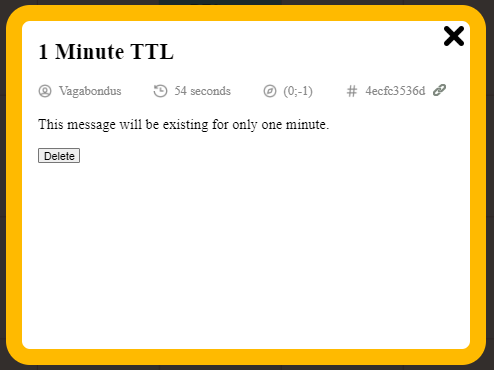 1 Minute TTL
Vagabondus 54 seconds (0;-1) # 4ecfc3536d
This message will be existing for only one minute.
Delete